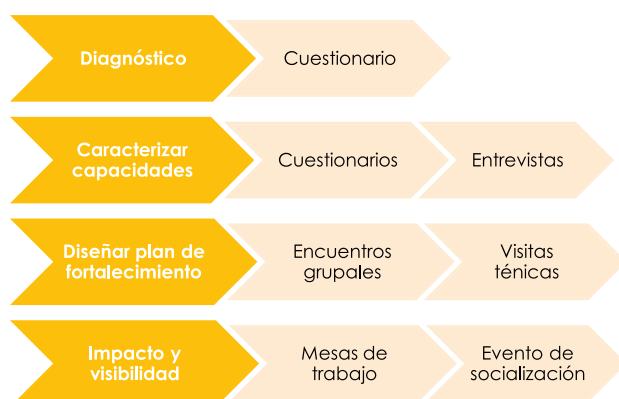 Diagnóstico
Cuestionario
Caracterizar
capacidades
Cuestionarios
Entrevistas
Diseñar plan de
fortalecimiento
Encuentros
grupales
Visitas
ténicas
Impacto y
visibilidad
Mesas de
trabajo
Evento de
socialización